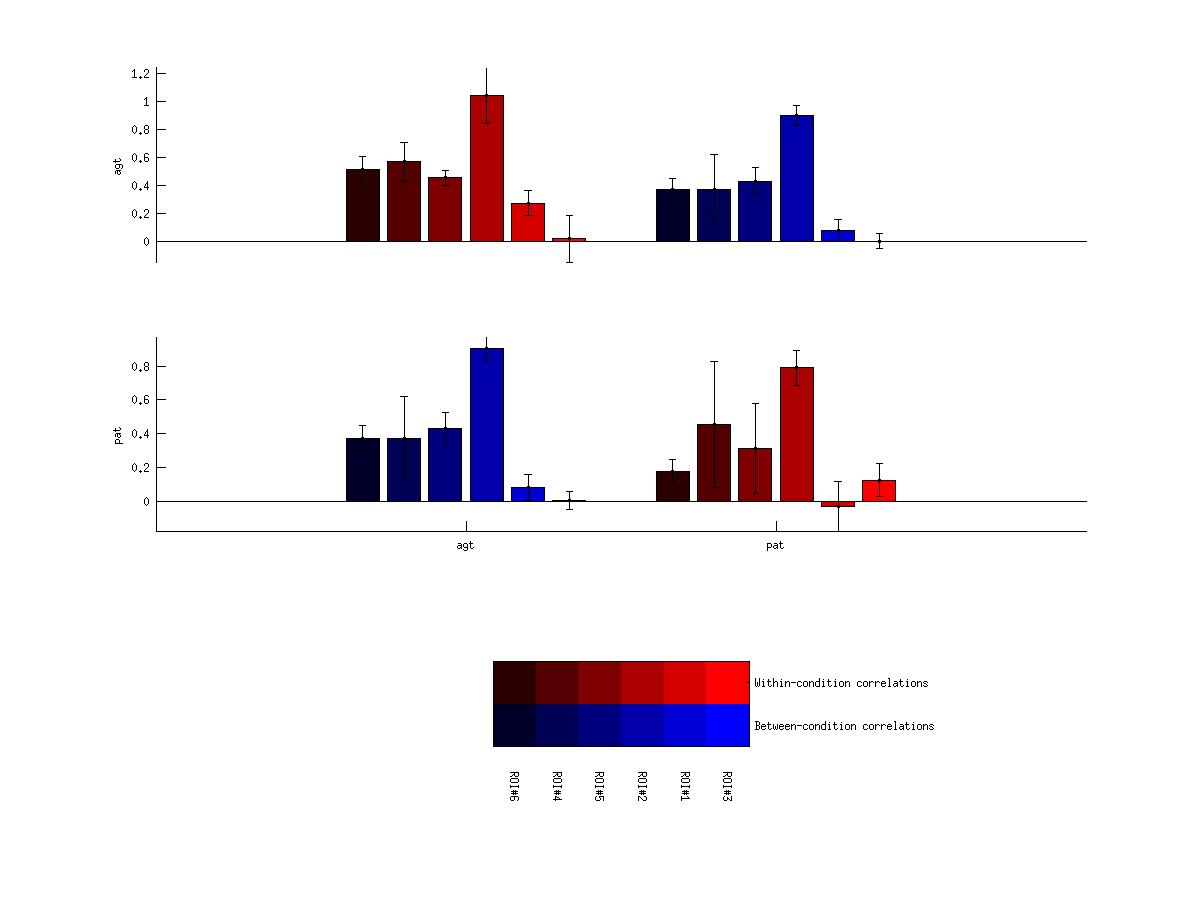 1.2
1
0.8
0.6
0.4
0.2
0
agt
0.8
0.6
0.4
0.2
0
pat
agt pat
Within-condition correlations
Between-condition correlations
ROI#6 ROI#4 ROI#5 ROI#2 ROI#1 ROI#3